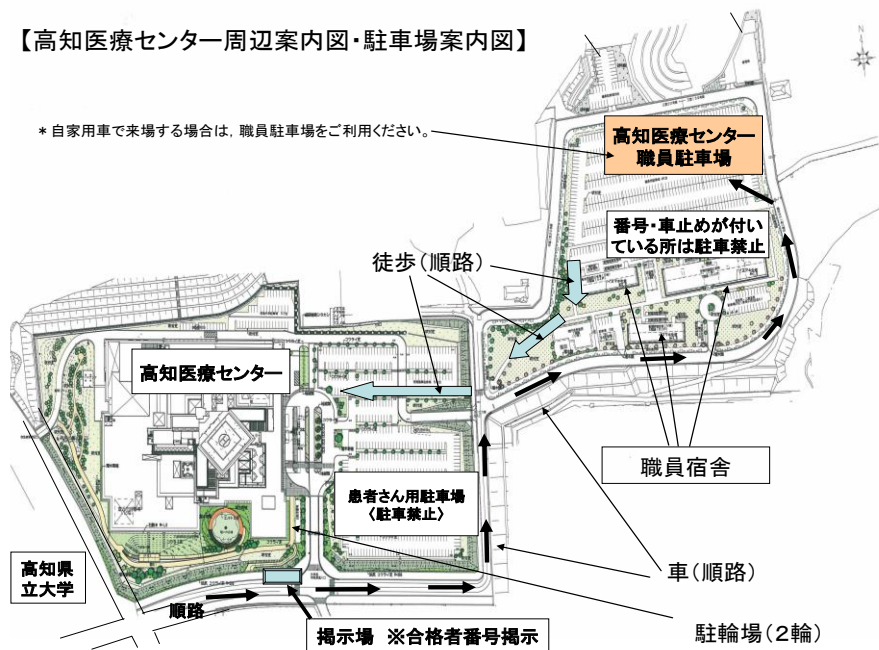 【高知医療センター周辺案内図・駐車場案内図】
N
＊自家用車で来場する場合は，職員駐車場をご利用ください。
高知医療センター
職員駐車場
番号・車止めが付い
ている所は駐車禁止
徒歩（順路）
高知医療センター
職員宿舎
患者さん用駐車場
〈駐車禁止〉
高知県
立大学
順路
車（順路）
掲示場 ※合格者番号掲示
駐輪場（２輪）